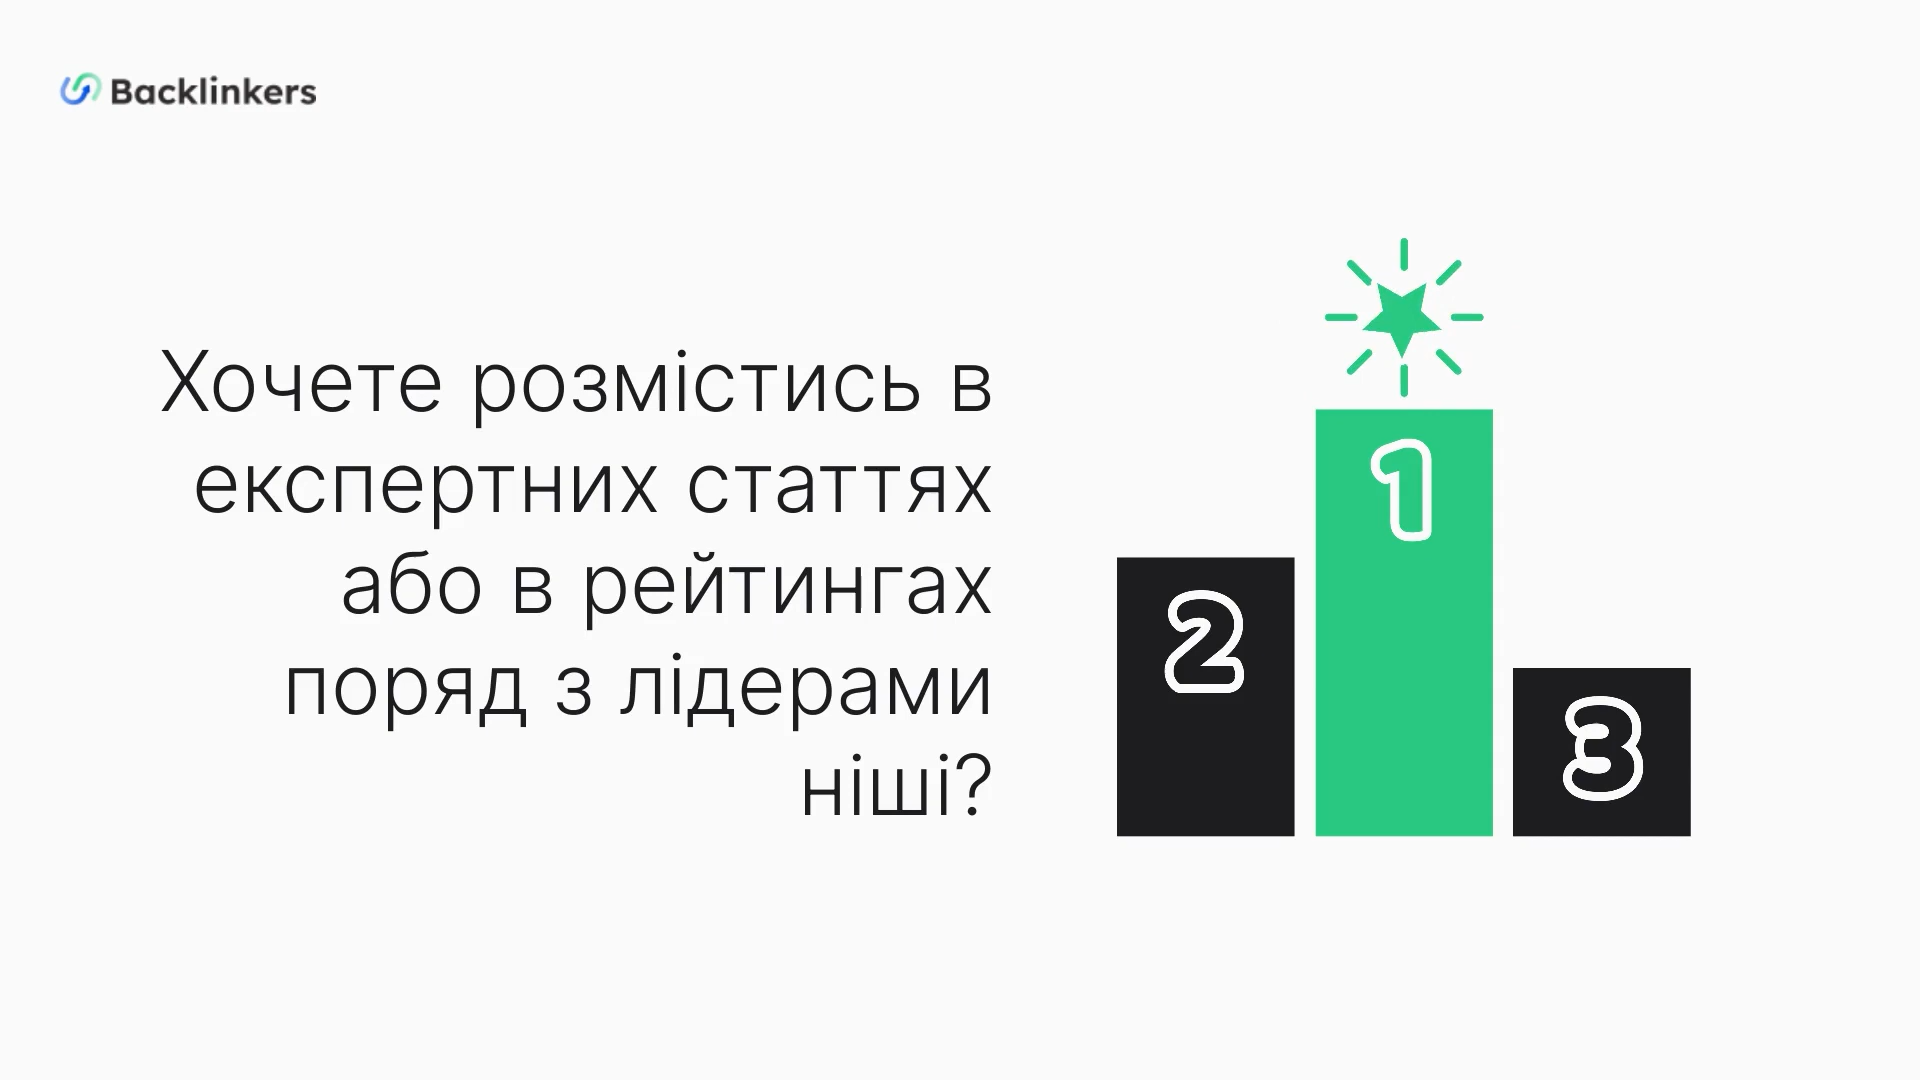 Backlinkers
Хочете розмістись в
експертних статтях
або в рейтингах
поряд з лідерами
ніші?
1
2
3